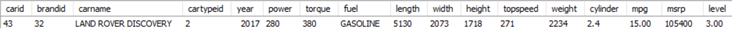 carid brandid carname cartypeid year power torque fuel length width height topspeed weight cylinder mpg msrp level
43 32 LAND ROVER DISCOVERY 2 2017 280 380 GASOLINE 5130 2073 1718 271 2234 2.4 15.00 105400 3.00